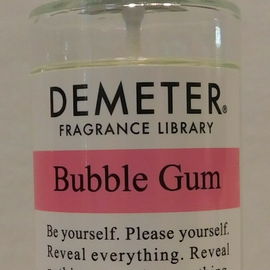 DEMETER®
FRAGRANCE LIBRARY
Bubble Gum
Be yourself. Please yourself.
Reveal everything. Reveal